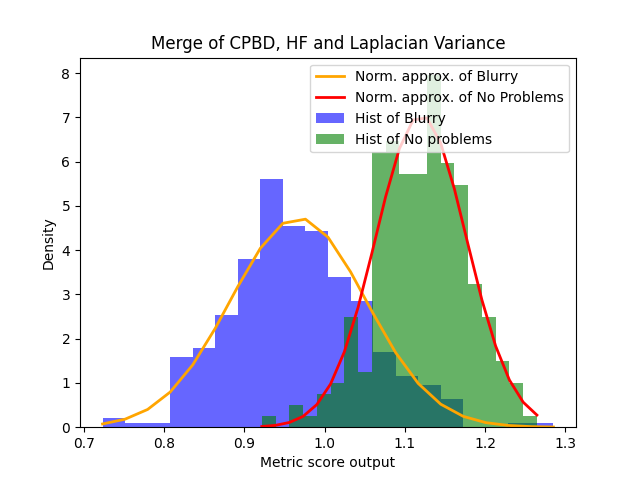 Merge of CPBD, HF and Laplacian Variance
Norm. approx. of Blurry
Norm. approx. of No Problems
Hist of Blurry
Hist of No problems
Density
8
7
6
5
4
3
2
1
0
0.7 0.8 0.9 1.0 1.1 1.2 1.3
Metric score output